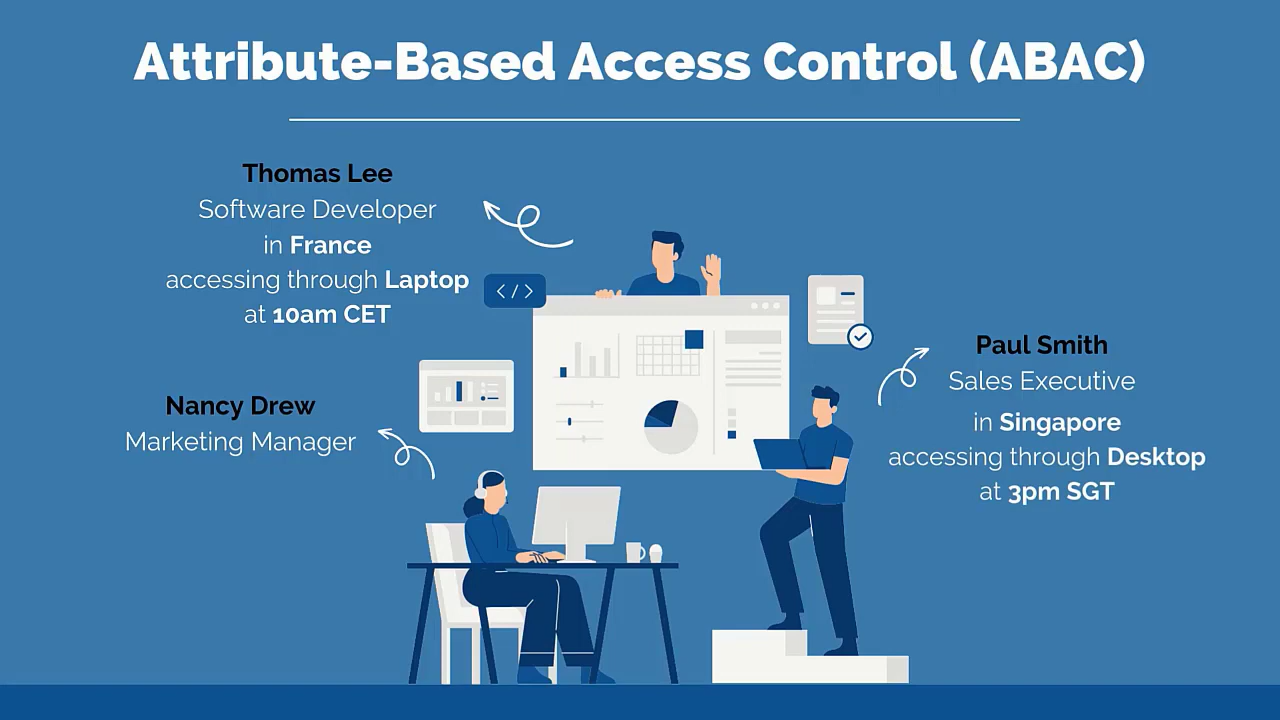 Attribute-Based Access Control (ABAC)
Thomas Lee
Software Developer
in France
accessing through Laptop
at 10am CET
</>
Nancy Drew
Marketing Manager
Paul Smith
Sales Executive
in Singapore
accessing through Desktop
at 3pm SGT